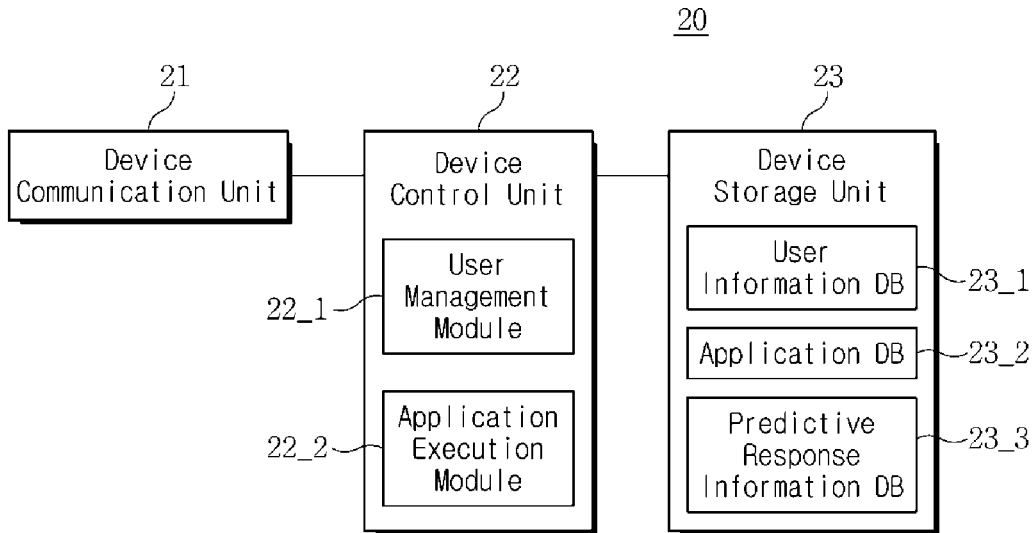 20
21
22
23
Device
Communication Unit
Device
Control Unit
Device
Storage Unit
User
Management
Module
22_1
Application
Execution
Module
22_2
User
Information DB
23_1
Application DB
23_2
Predictive
Response
Information DB
23_3